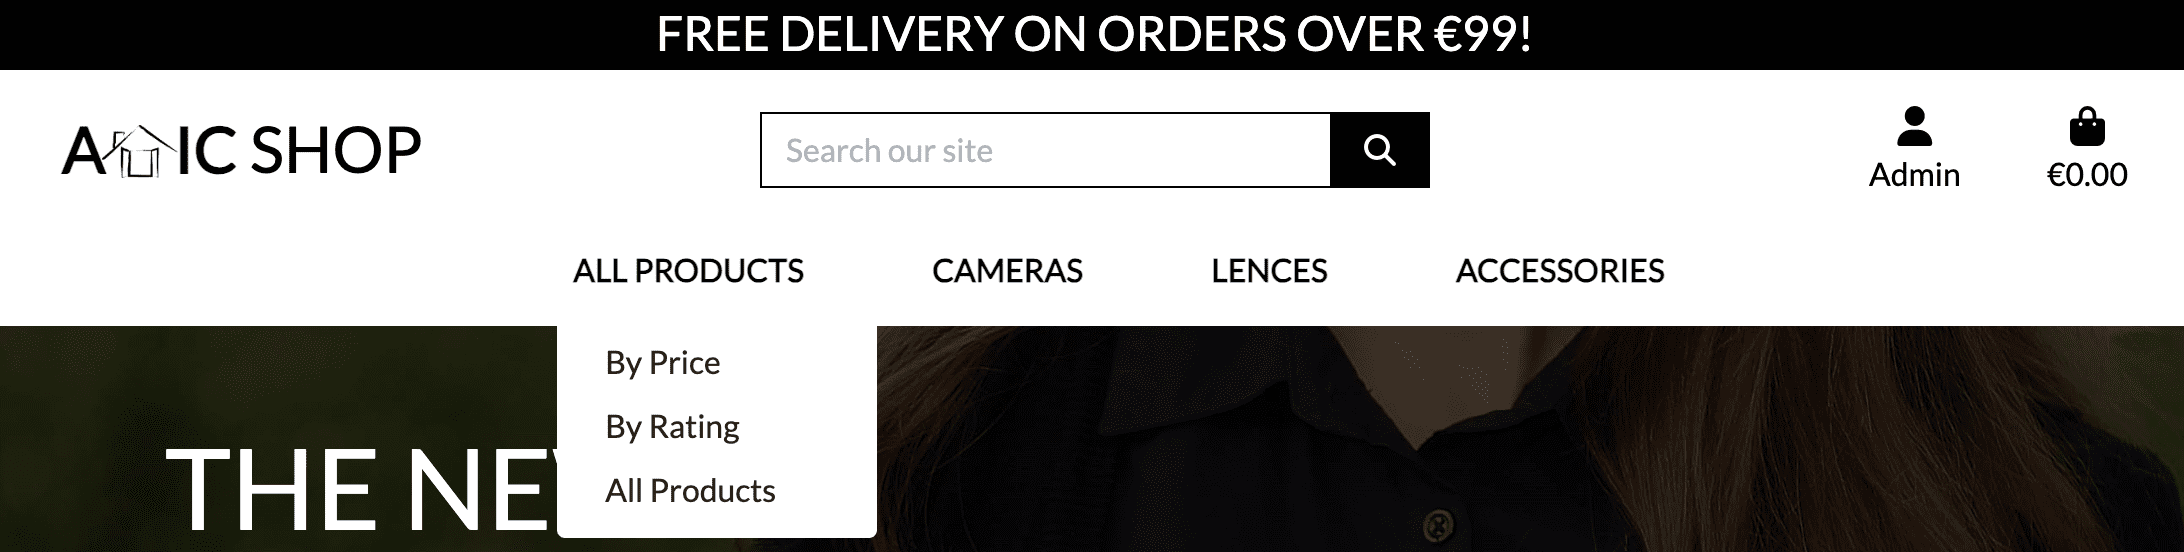 FREE DELIVERY ON ORDERS OVER €99!
A IC SHOP
Search our site
Admin
€0.00
ALL PRODUCTS
CAMERAS
LENCES
ACCESSORIES
By Price
By Rating
All Products
THE